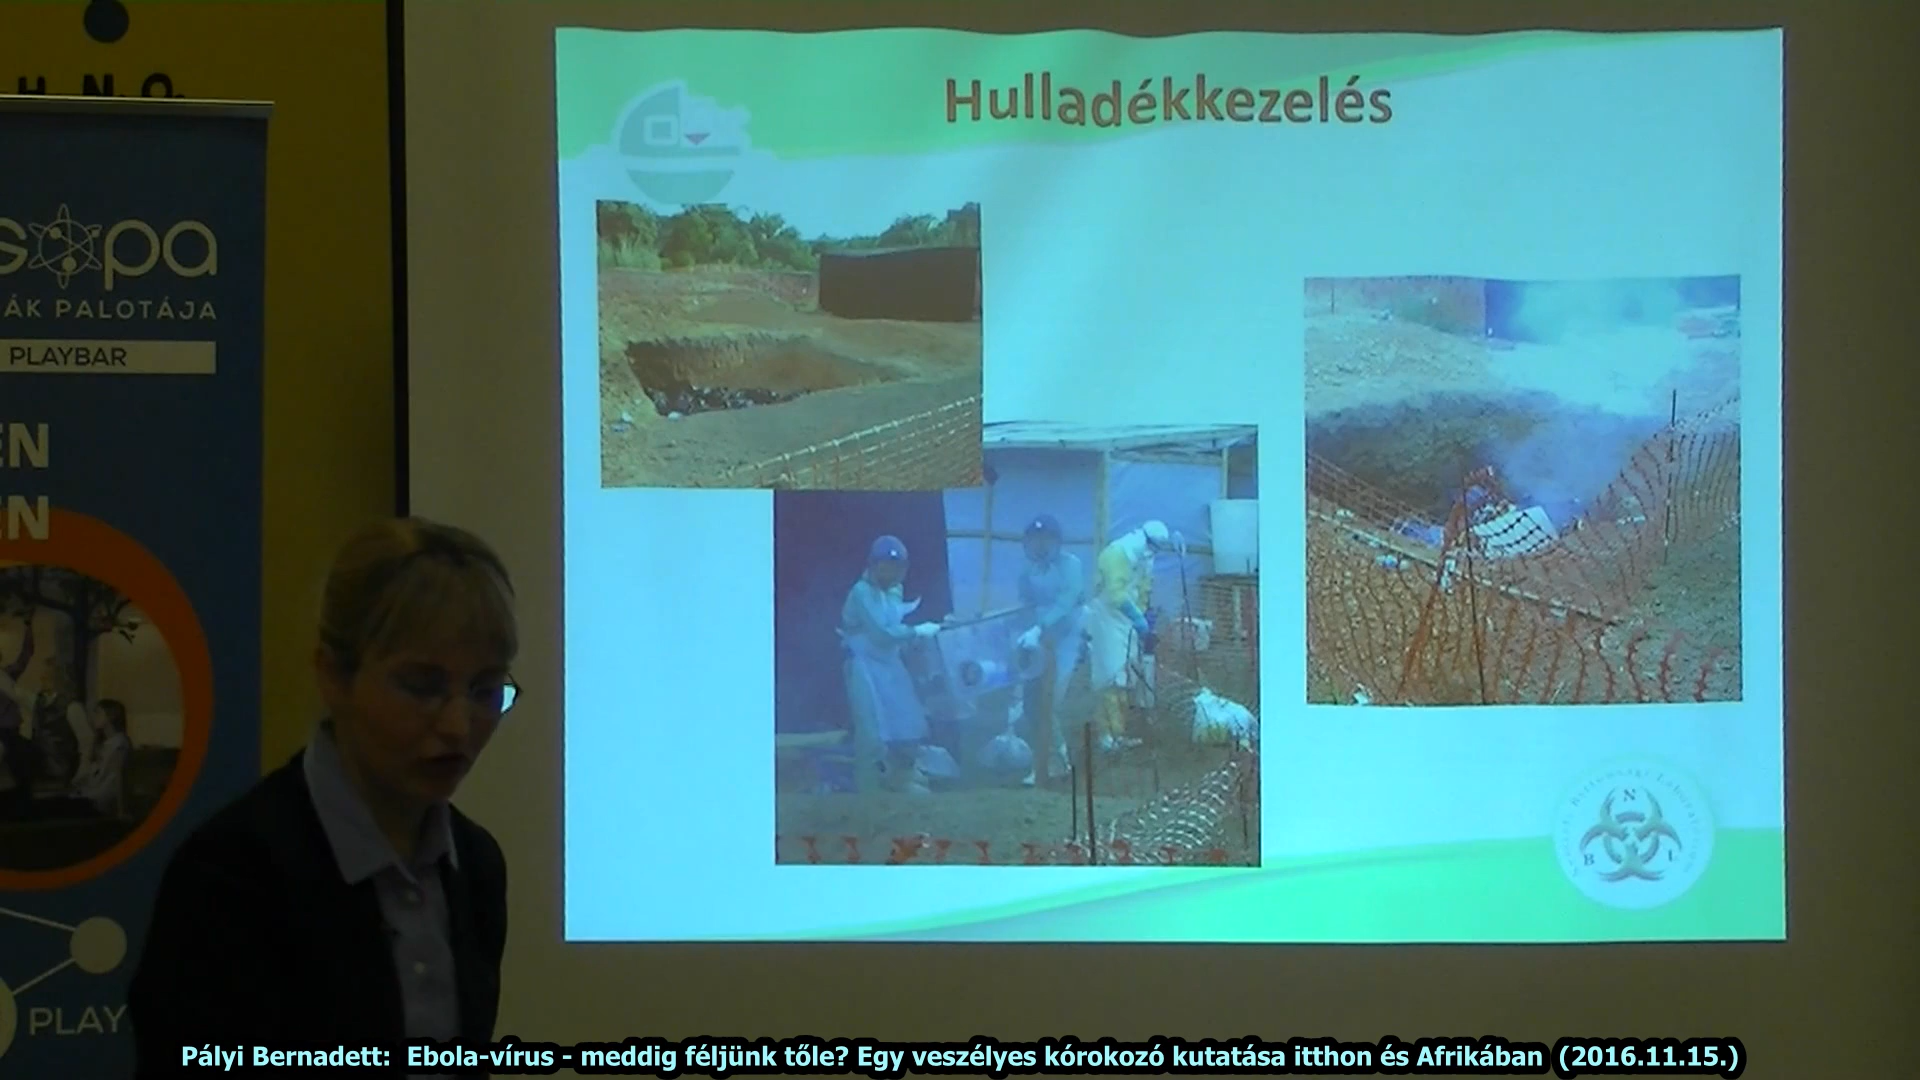 H. N. O.
Hulladékkezelés
sopa
ÁK PALOTÁJA
PLAYBAR
EN
EN
N
B
L
PLAY
Pályi Bernadett: Ebola-vírus - meddig féljünk tőle? Egy veszélyes kórokozó kutatása itthon és Afrikában (2016.11.15.)